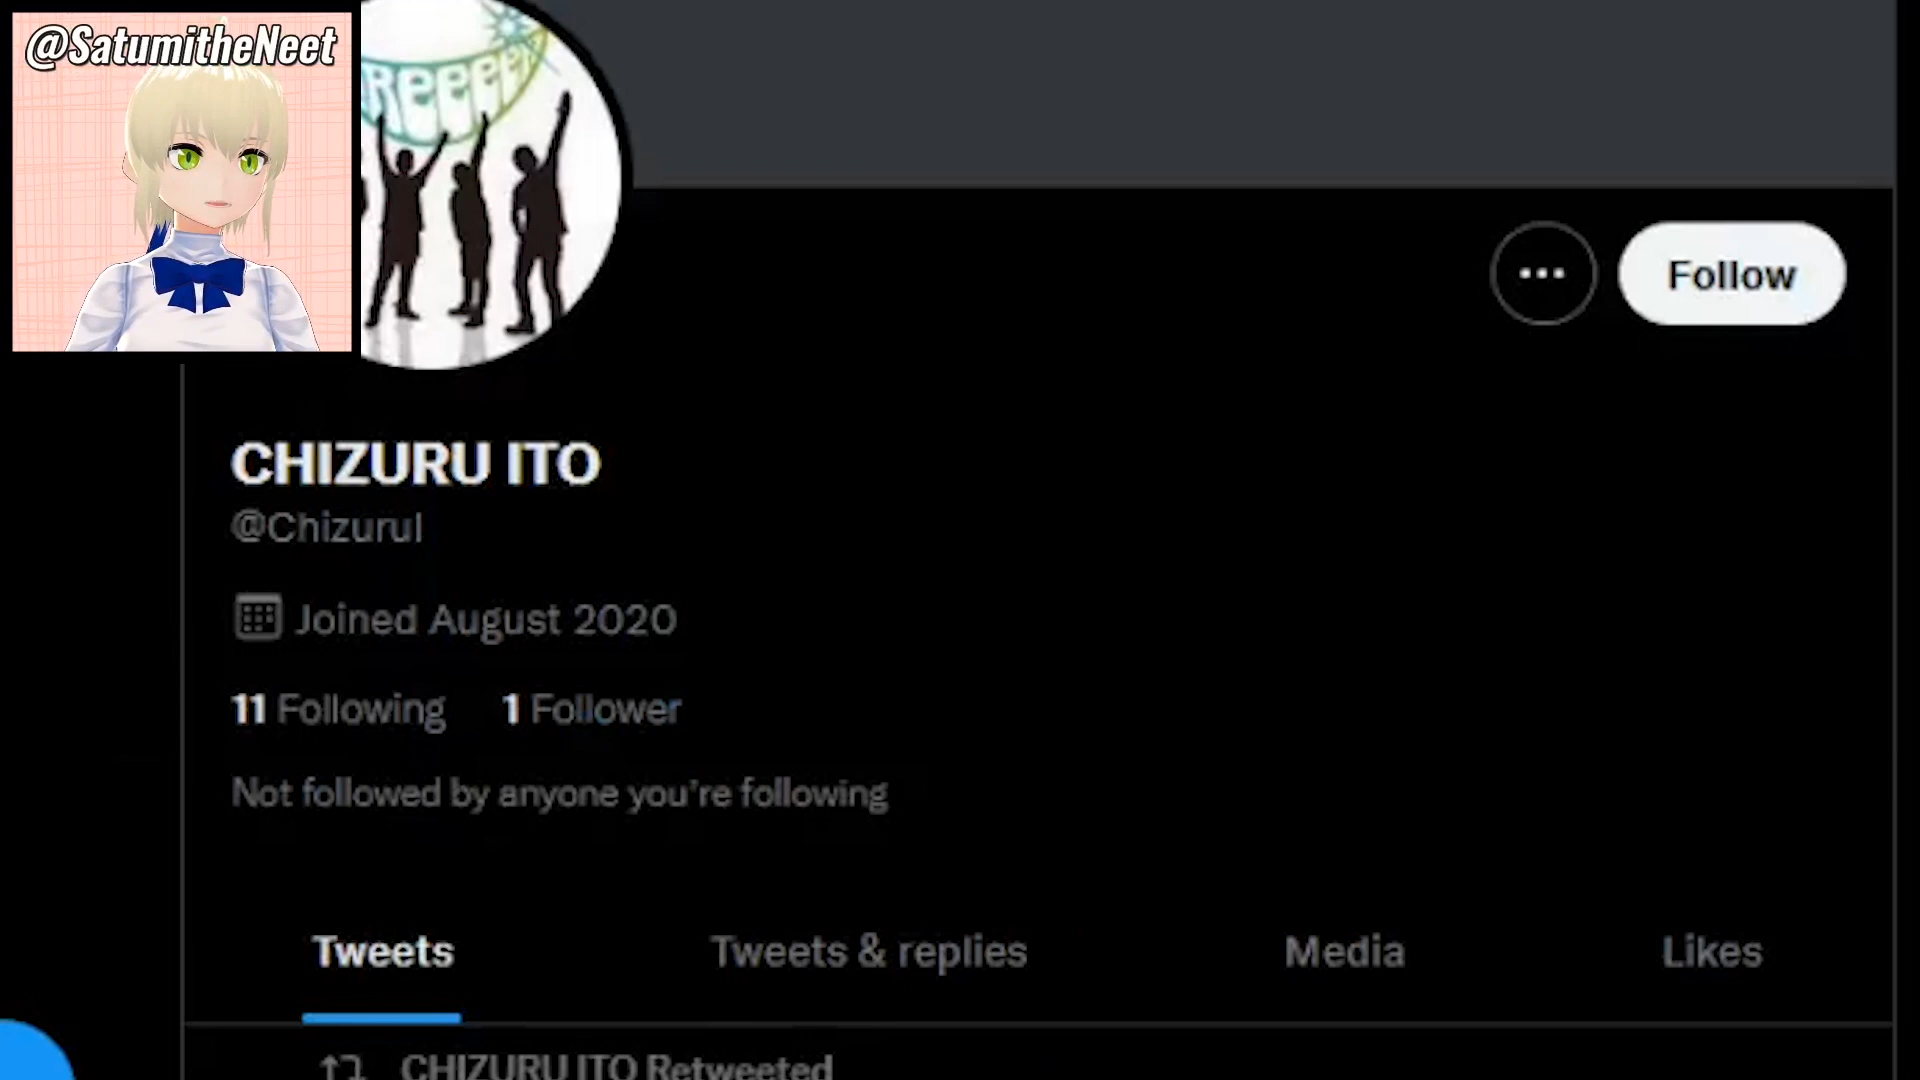 @SatumitheNeet
Reeeee
CHIZURU ITO
@ChizuruI
Joined August 2020
11 Following 1 Follower
Not followed by anyone you're following
Tweets Tweets & replies Media Likes
CHIZURU ITO Retweeted
Follow